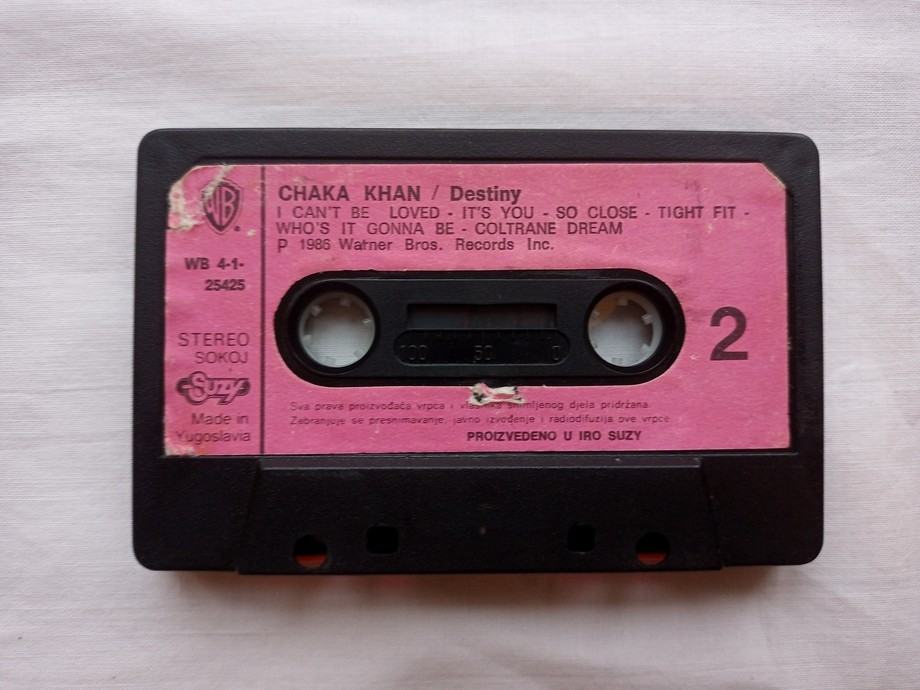 WB
CHAKA KHAN / Destiny
I CAN'T BE LOVED - IT'S YOU - SO CLOSE - TIGHT FIT -
WHO'S IT GONNA BE - COLTRANE DREAM
P 1986 Warner Bros. Records Inc.
WB 4-1-
25425
STEREO
SOKOJ
Suzy
Made in
Yugoslavia
100 50 0
2
Sva prava proizvođača vrpca i snimljenog djela pridržana.
Zabranjuje se presnimavanje, javno izvođenje i radiodifuzija ove vrpce
PROIZVEDENO U IRO SUZY